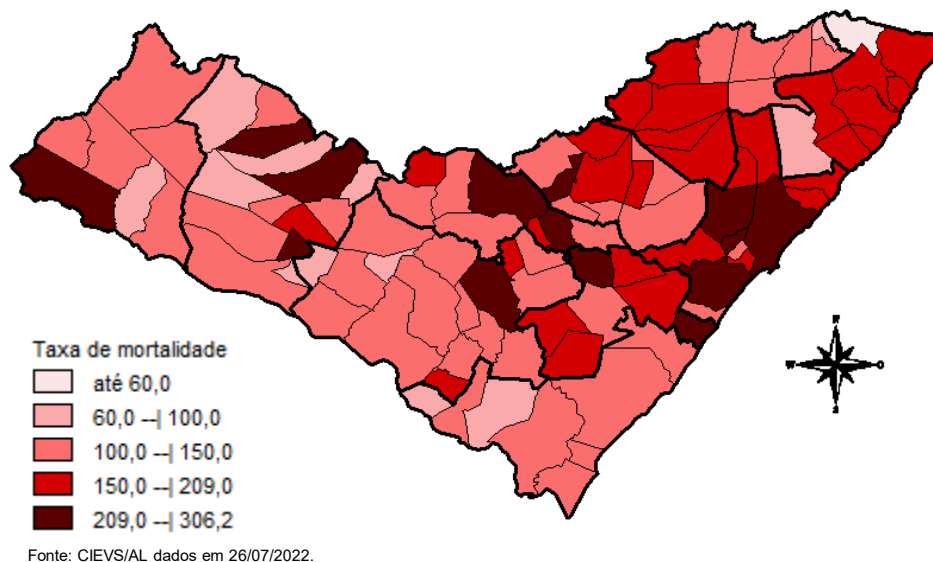 N
W
O
S
Taxa de mortalidade
até 60,0
60,0 --| 100,0
100,0 --| 150,0
150,0 --| 209,0
209,0 --| 306,2
Fonte: CIEVS/AL dados em 26/07/2022.